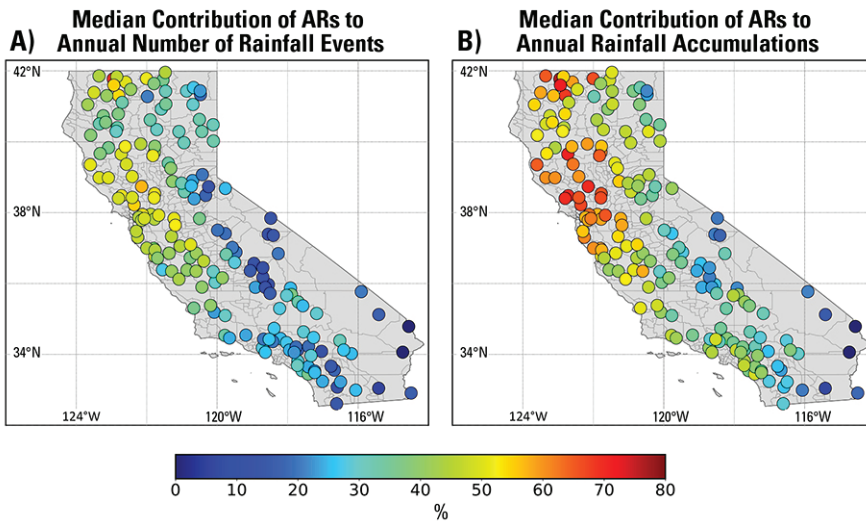 A)
Median Contribution of ARs to
Annual Number of Rainfall Events
B)
Median Contribution of ARs to
Annual Rainfall Accumulations
42°N
38°N
34°N
124°W
120°W
116°W
42°N
38°N
34°N
124°W
120°W
116°W
0 10 20 30 40 50 60 70 80
%